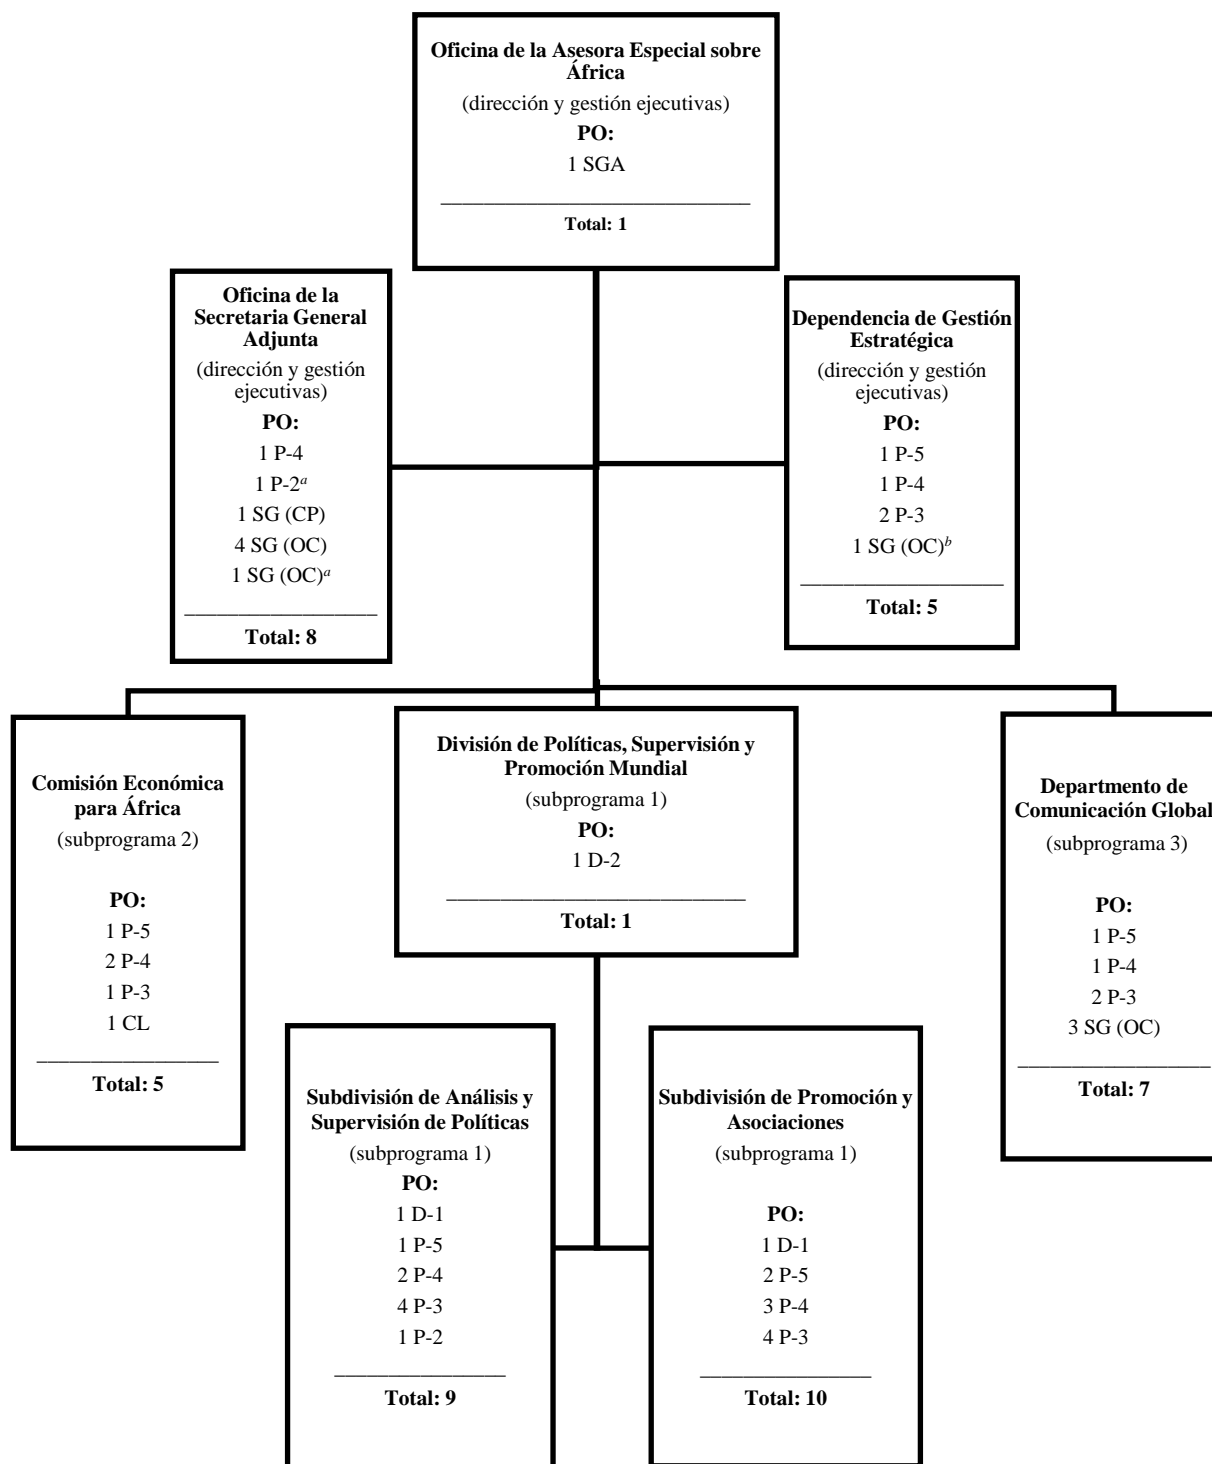 Oficina de la Asesora Especial sobre
África
(dirección y gestión ejecutivas)
PO:
1 SGA
Total: 1
Oficina de la
Secretaria General
Adjunta
(dirección y gestión
ejecutivas)
PO:
1 P-4
1 P-2a
1 SG (CP)
4 SG (OC)
1 SG (OC)a
Total: 8
Dependencia de Gestión
Estratégica
(dirección y gestión
ejecutivas)
PO:
1 P-5
1 P-4
2 P-3
1 SG (OC)b
Total: 5
Comisión Económica
para África
(subprograma 2)
PO:
1 P-5
2 P-4
1 P-3
1 CL
Total: 5
División de Políticas, Supervisión y
Promoción Mundial
(subprograma 1)
PO:
1 D-2
Total: 1
Departmento de
Comunicación Global
(subprograma 3)
PO:
1 P-5
1 P-4
2 P-3
3 SG (OC)
Total: 7
Subdivisión de Análisis y
Supervisión de Políticas
(subprograma 1)
PO:
1 D-1
1 P-5
2 P-4
4 P-3
1 P-2
Total: 9
Subdivisión de Promoción y
Asociaciones
(subprograma 1)
PO:
1 D-1
2 P-5
3 P-4
4 P-3
Total: 10